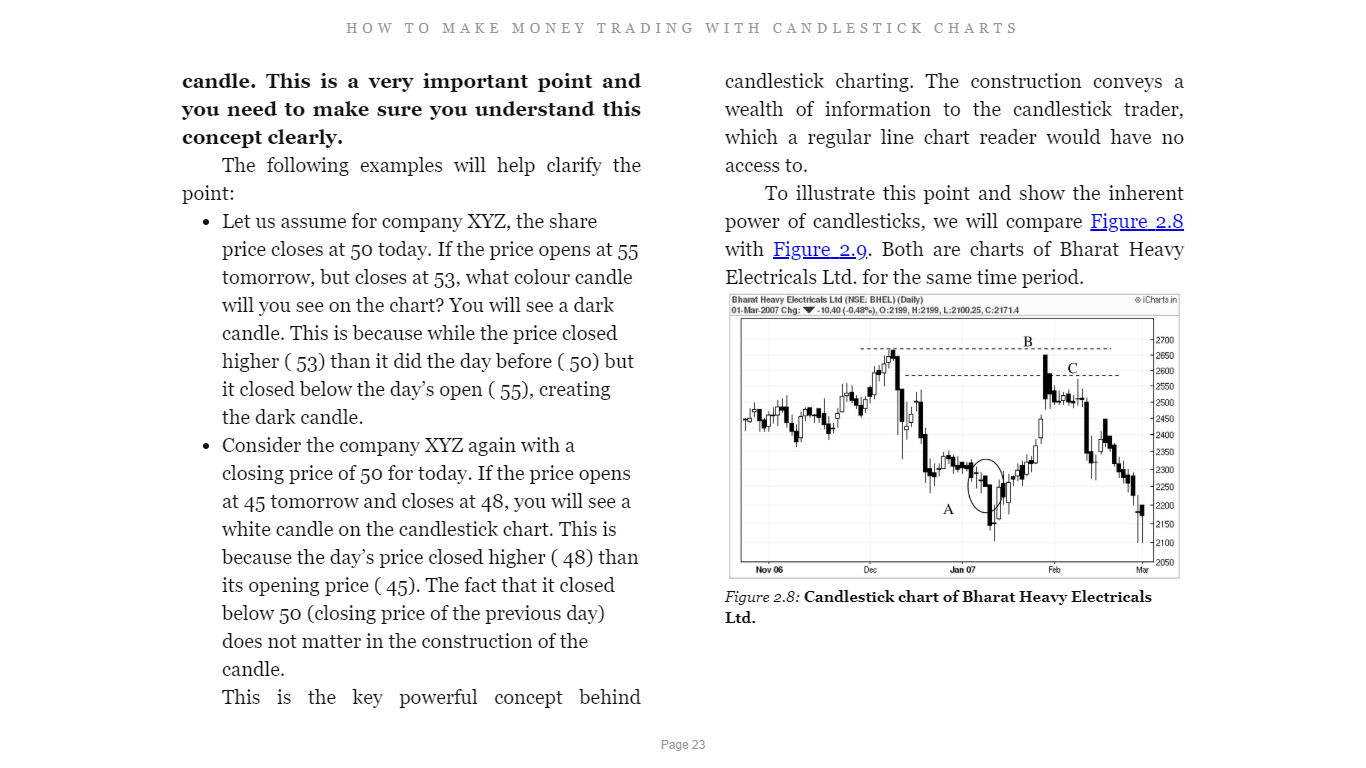 HOW TO MAKE MONEY TRADING WITH CANDLESTICK CHARTS
candle. This is a very important point and
you need to make sure you understand this
concept clearly.
The following examples will help clarify the
point:
• Let us assume for company XYZ, the share
price closes at 50 today. If the price opens at 55
tomorrow, but closes at 53, what colour candle
will you see on the chart? You will see a dark
candle. This is because while the price closed
higher ( 53) than it did the day before ( 50) but
it closed below the day’s open ( 55), creating
the dark candle.
• Consider the company XYZ again with a
closing price of 50 for today. If the price opens
at 45 tomorrow and closes at 48, you will see a
white candle on the candlestick chart. This is
because the day’s price closed higher ( 48) than
its opening price ( 45). The fact that it closed
below 50 (closing price of the previous day)
does not matter in the construction of the
candle.
This is the key powerful concept behind
candlestick charting. The construction conveys a
wealth of information to the candlestick trader,
which a regular line chart reader would have no
access to.
To illustrate this point and show the inherent
power of candlesticks, we will compare Figure 2.8
with Figure 2.9. Both are charts of Bharat Heavy
Electricals Ltd. for the same time period.
Bharat Heavy Electricals Ltd (NSE: BHEL) (Daily) © iCharts.in
01-Mar-2007 Chg: ▼ -10.40 (-0.48%), O:2199, H:2199, L:2100.25, C:2171.4
B
C
A
2700
2650
2600
2550
2500
2450
2400
2350
2300
2250
2200
2150
2100
2050
Nov 06 Dec Jan 07 Feb Mar
Figure 2.8: Candlestick chart of Bharat Heavy Electricals
Ltd.
Page 23